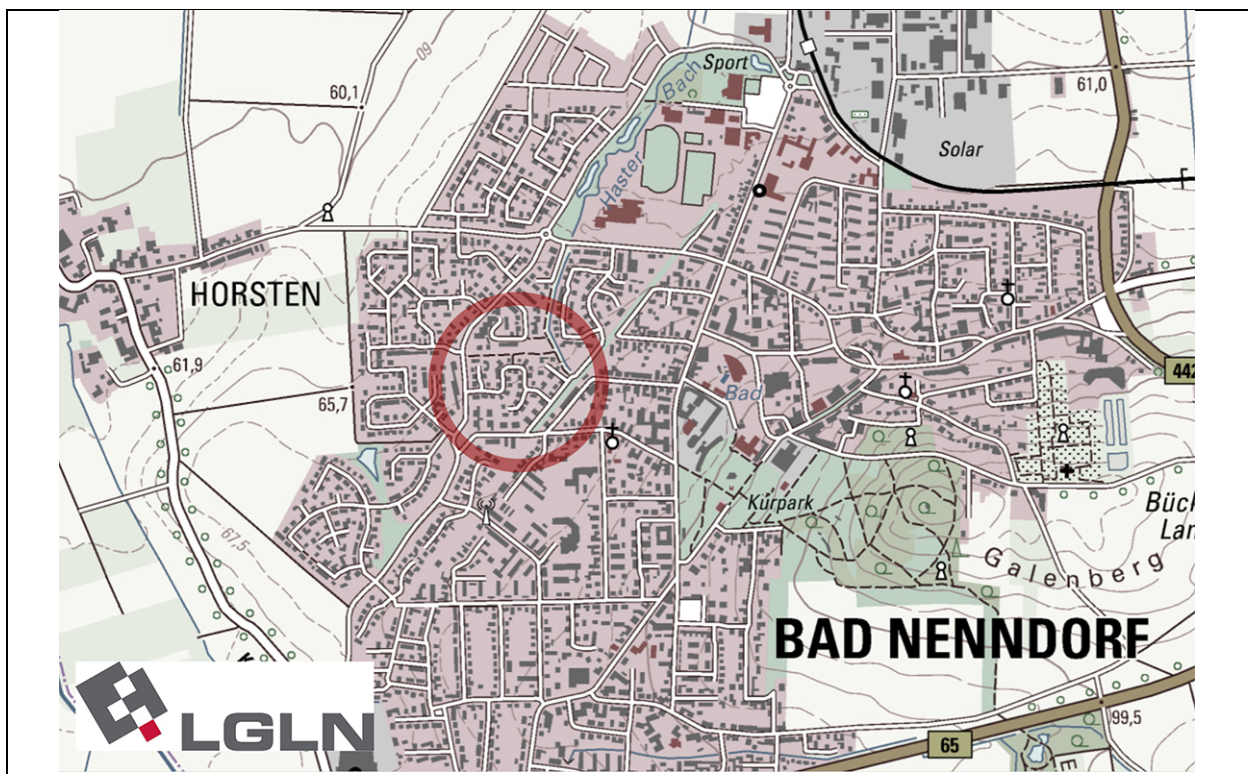 Sport
Bach
Haster
60
60,1
61,0
Solar
F
HORSTEN
61,9
65,7
Bad
442
Kurpark
Bück
Lan
67,5
Galenberg
BAD NENNDORF
LGLN
99,5
65
E